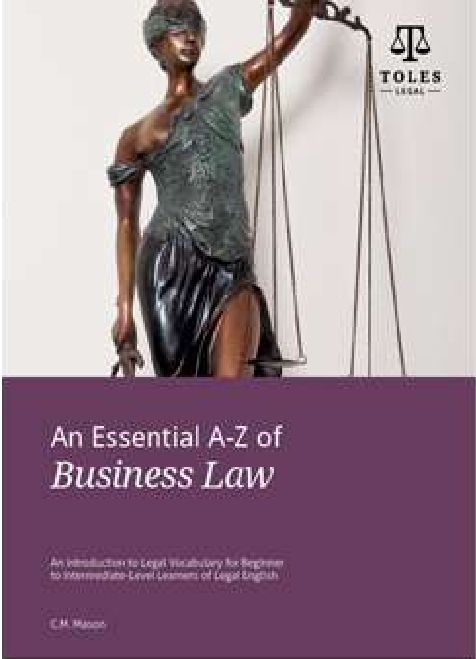 TOLES
LEGAL
An Essential A-Z of
Business Law
An Introduction to Legal Vocabulary for Beginner
to Intermediate-Level Learners of Legal English
C.M. Mason